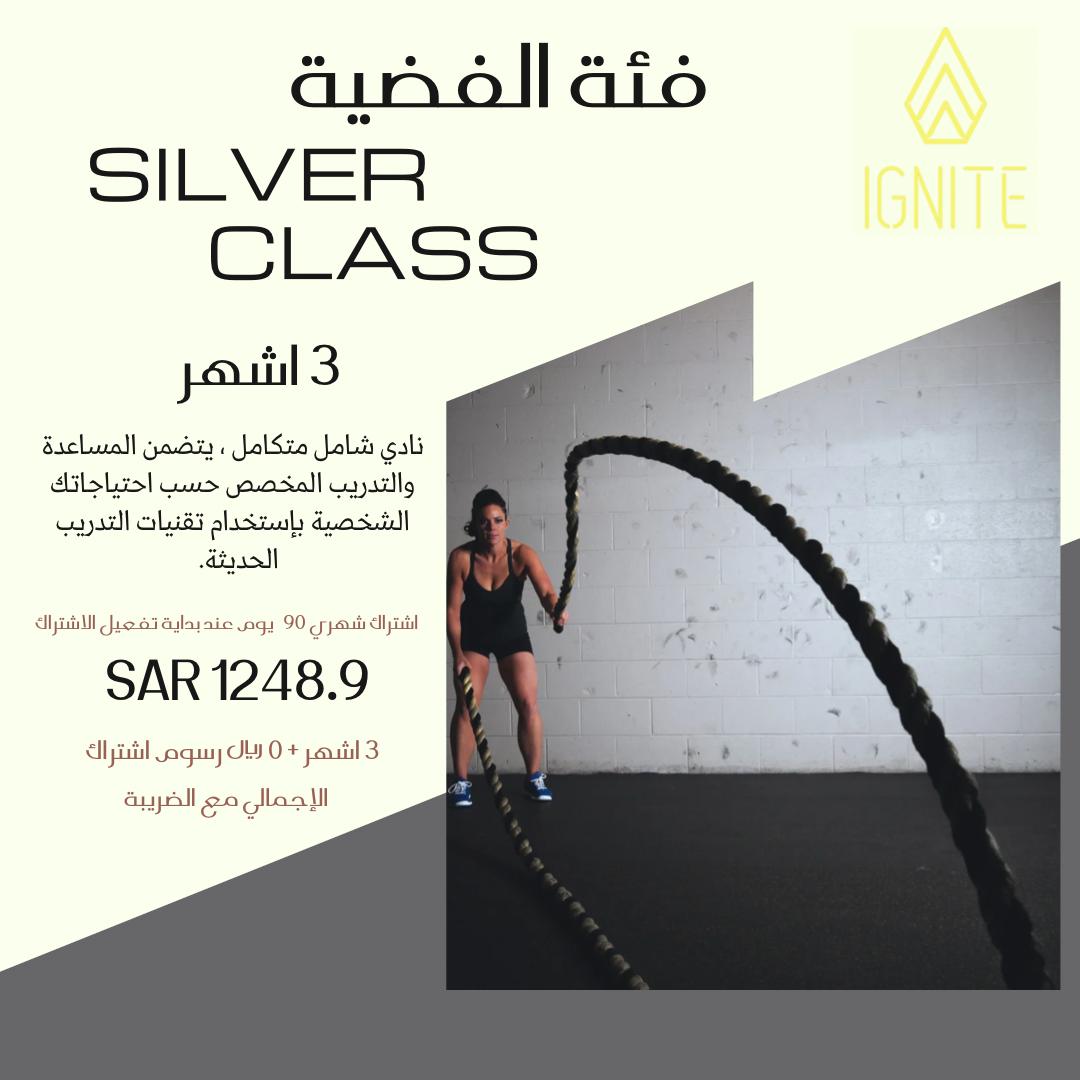 فئة الفضية
SILVER
CLASS
IGNITE
3 اشهر
نادي شامل متكامل ، يتضمن المساعدة
والتدريب المخصص حسب احتياجاتك
الشخصية بإستخدام تقنيات التدريب
الحديثة.
اشتراك شهري 90 يوم عند بداية تفعيل الاشتراك
SAR 1248.9
3 اشهر + 0 ريال رسوم اشتراك
الإجمالي مع الضريبة